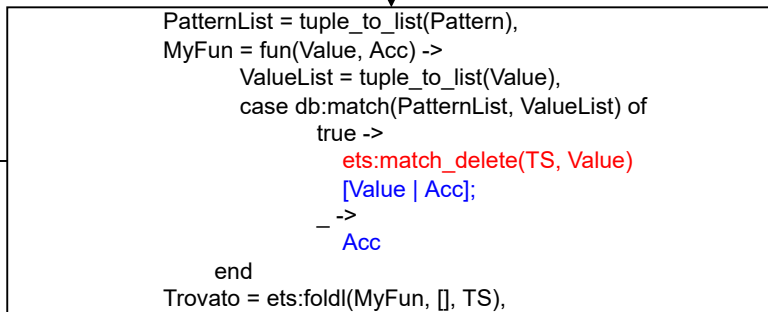 PatternList = tuple_to_list(Pattern),
MyFun = fun(Value, Acc) ->
ValueList = tuple_to_list(Value),
case db:match(PatternList, ValueList) of
true ->
ets:match_delete(TS, Value)
[Value | Acc];
_ ->
Acc
end
Trovato = ets:foldl(MyFun, [], TS),